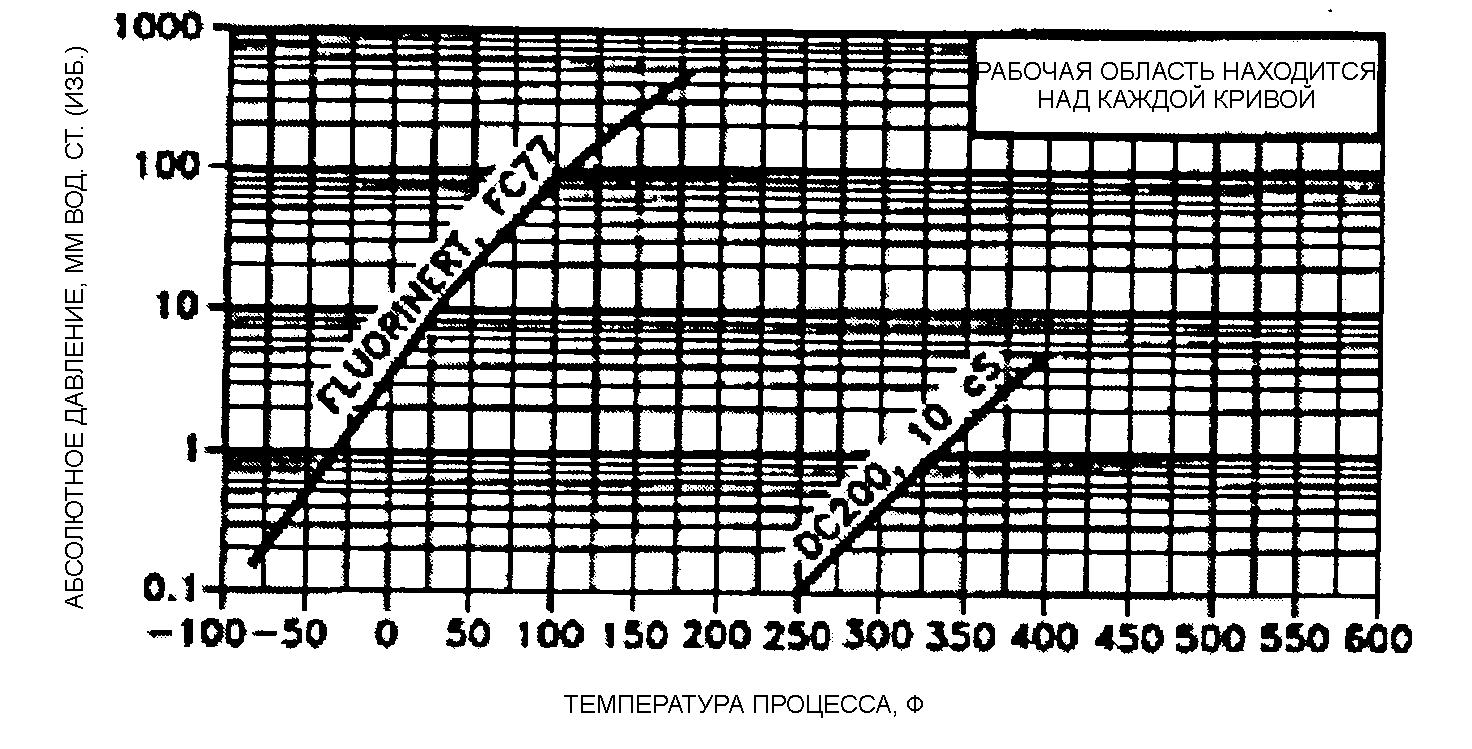 1000
100
10
1
0.1
АБСОЛЮТНОЕ ДАВЛЕНИЕ, ММ ВОД. СТ. (ИЗБ.)
РАБОЧАЯ ОБЛАСТЬ НАХОДИТСЯ
НАД КАЖДОЙ КРИВОЙ
FLUORINERT, FC77
DC200, 10 cS
-100 -50 0 50 100 150 200 250 300 350 400 450 500 550 600
ТЕМПЕРАТУРА ПРОЦЕССА, Ф